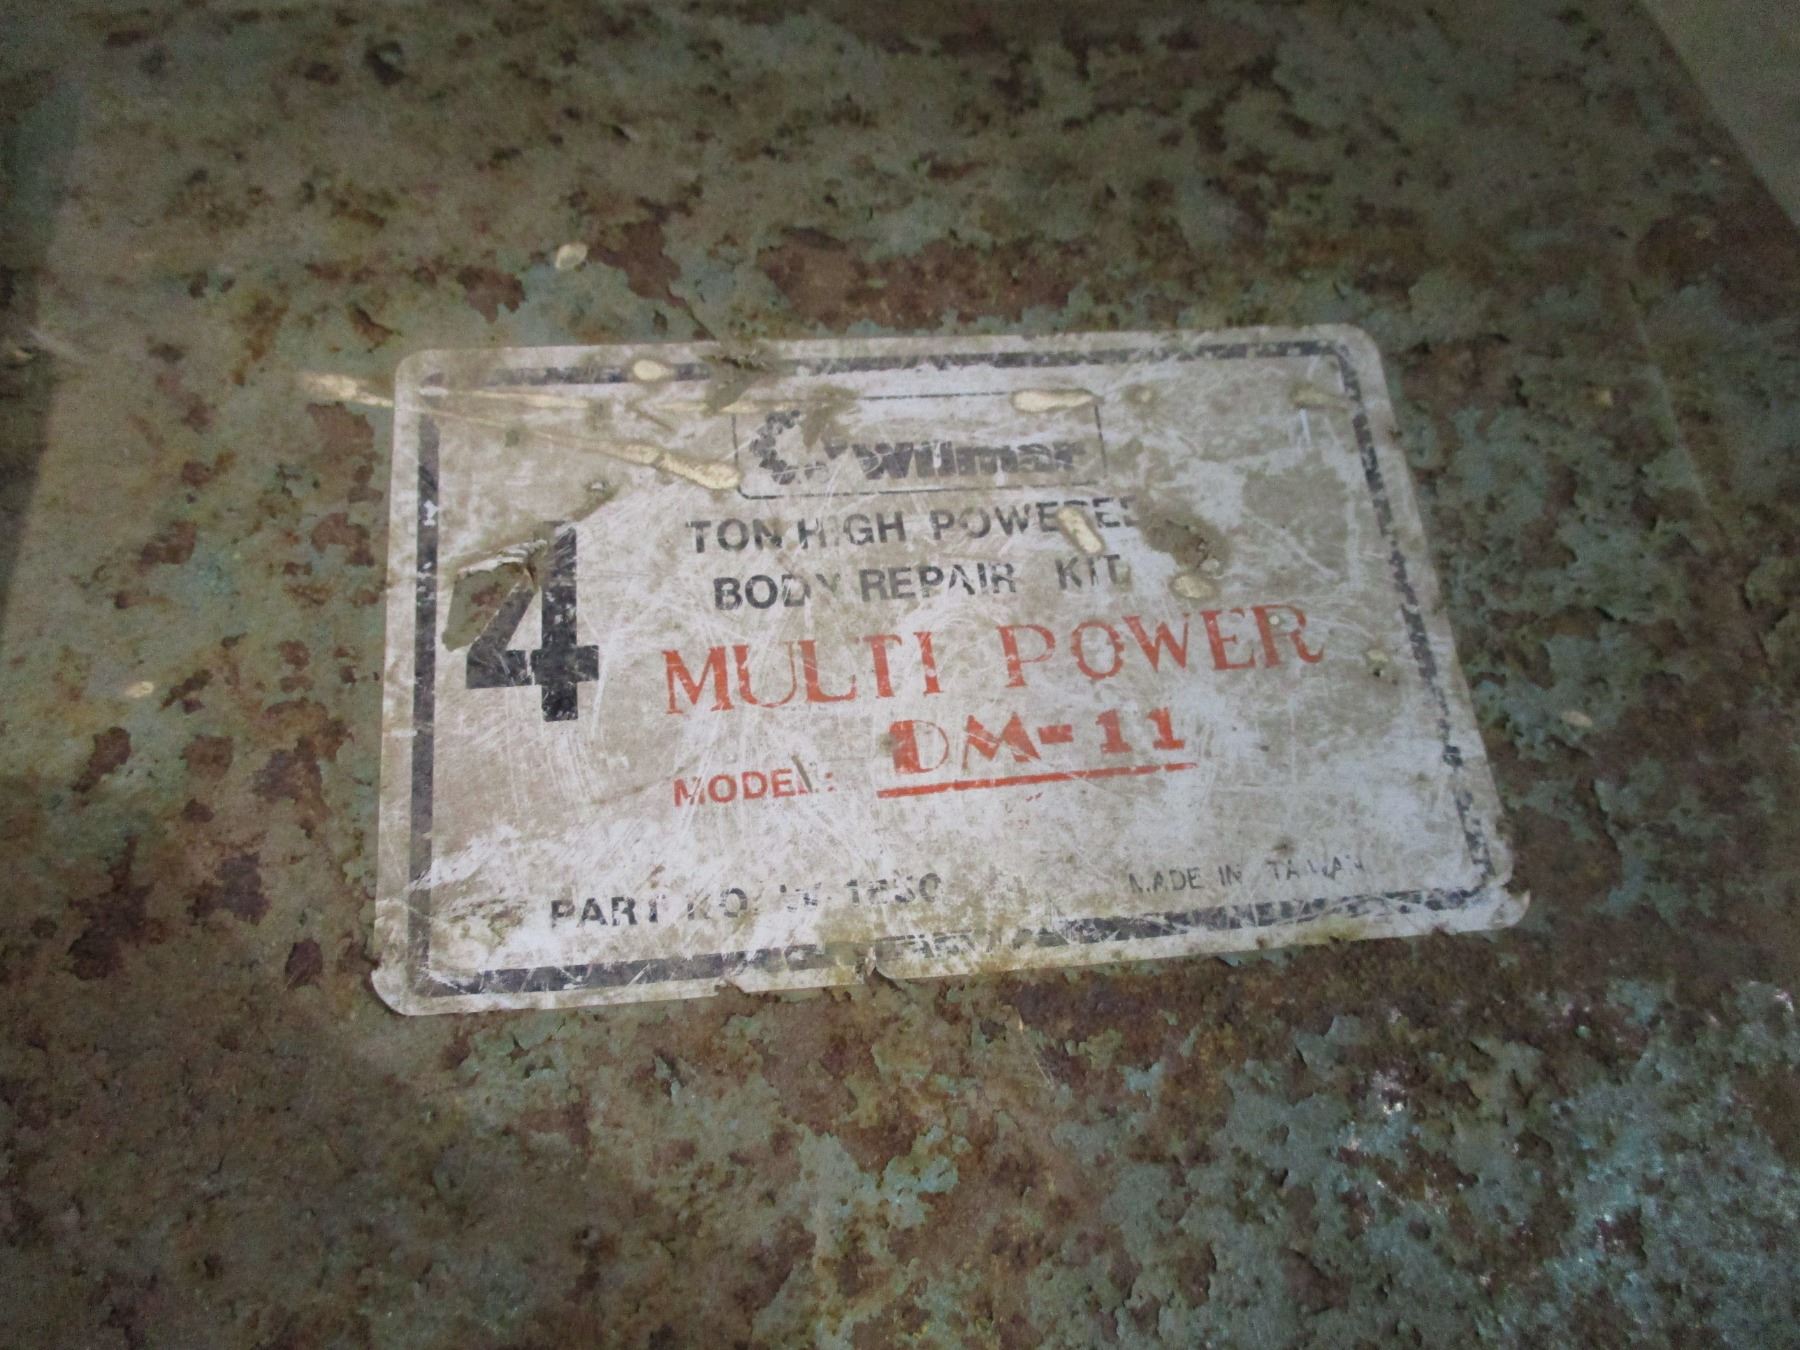 Wilmar
4
TON HIGH POWERED
BODY REPAIR KIT
MULTI POWER
MODEL: DM-11
PART NO.
MADE IN TAIWAN